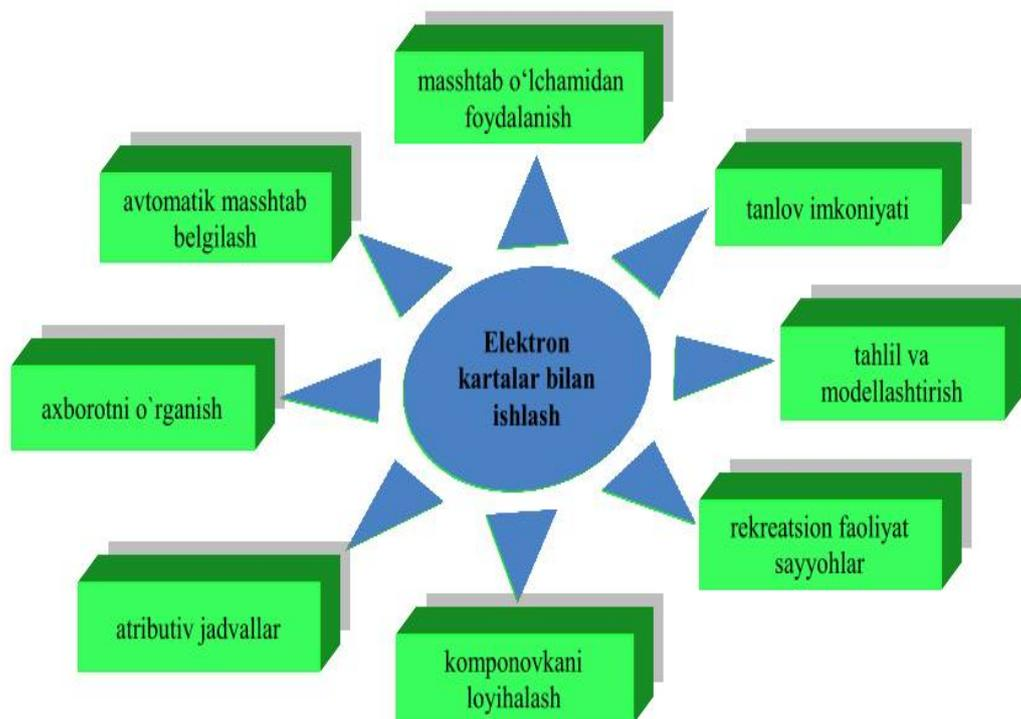 masshtab o‘lchamidan
foydalanish
avtomatik masshtab
belgilash
tanlov imkoniyati
Elektron
kartalar bilan
ishlash
tahlil va
modellashtirish
axborotni o`rganish
rekreatsion faoliyat
sayyohlar
atributiv jadvallar
komponovkani
loyihalash